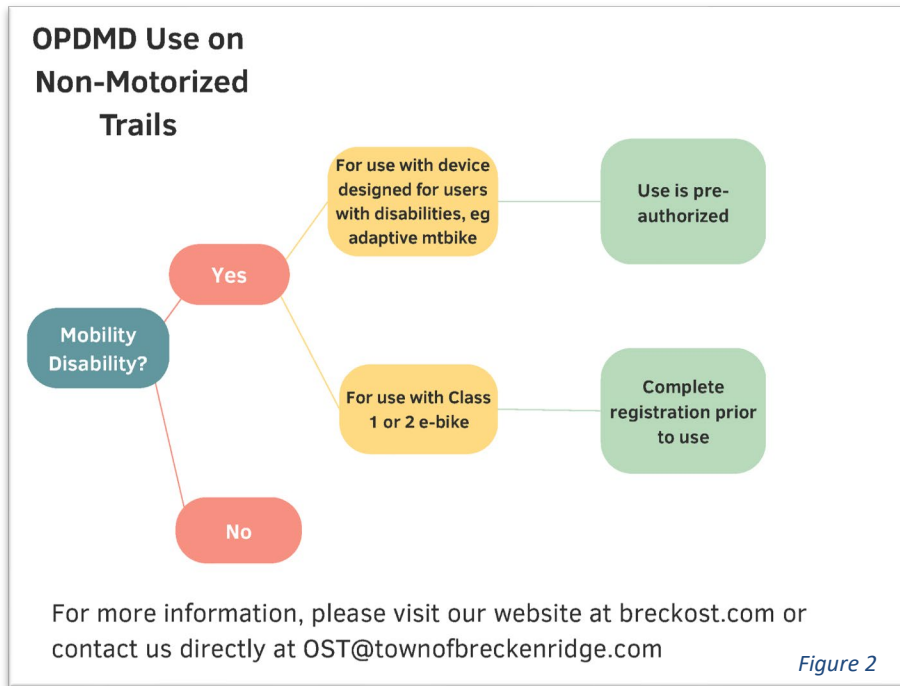 OPDMD Use on
Non-Motorized
Trails
For use with device
designed for users
with disabilities, eg
adaptive mtbike
Use is pre-
authorized
Yes
Mobility
Disability?
For use with Class
1 or 2 e-bike
Complete
registration prior
to use
No
For more information, please visit our website at breckost.com or
contact us directly at OST@townofbreckenridge.com
Figure 2